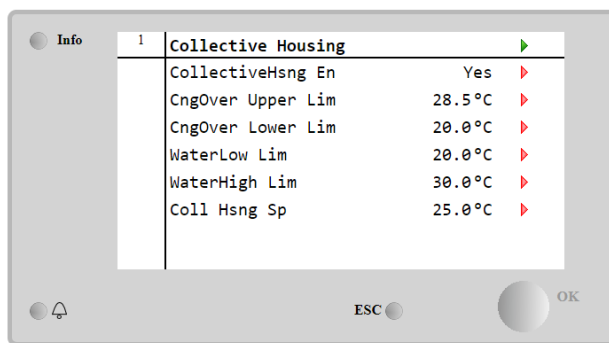 Info
1 Collective Housing
CollectiveHsng En Yes
CngOver Upper Lim 28.5°C
CngOver Lower Lim 20.0°C
WaterLow Lim 20.0°C
WaterHigh Lim 30.0°C
Coll Hsng Sp 25.0°C
ESC OK